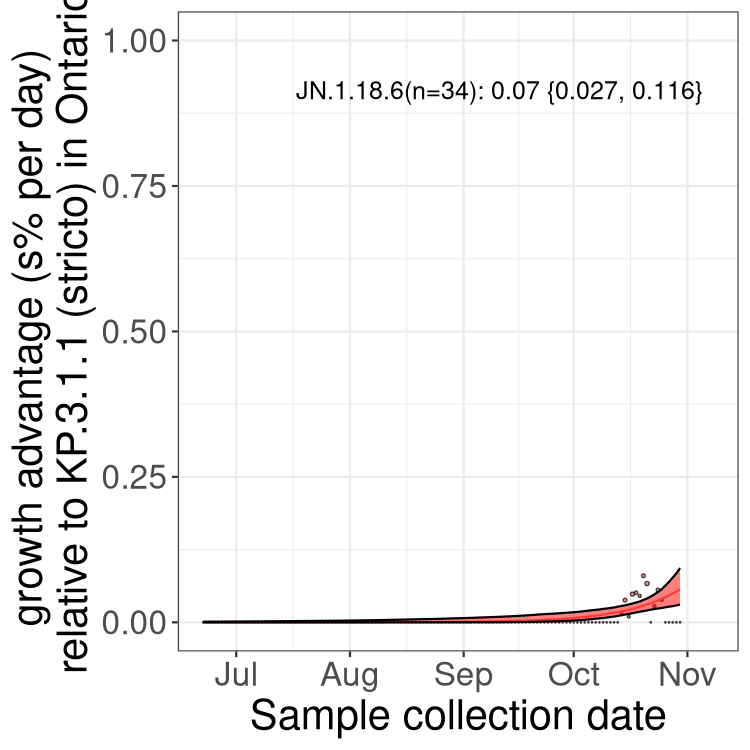 growth advantage (s% per day)
relative to KP.3.1.1 (stricto) in Ontario
1.00
0.75
0.50
0.25
0.00
JN.1.18.6(n=34): 0.07 {0.027, 0.116}
Jul Aug Sep Oct Nov
Sample collection date